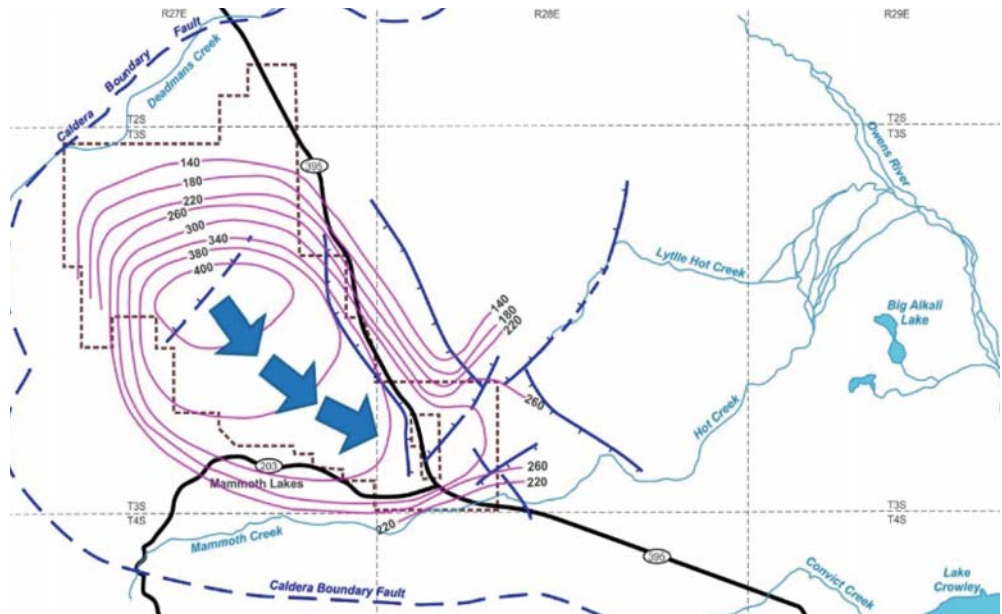 R27E
R28E
R29E
Caldera Boundary Fault
Deadmans Creek
T2S
T3S
T2S
T3S
395
Owens River
140
180
220
260
300
340
380
400
Lytlle Hot Creek
140
180
220
Big Alkali
Lake
260
Hot Creek
203
Mammoth Lakes
260
220
T3S
T4S
220
T3S
T4S
Mammoth Creek
395
Convict Creek
Lake
Crowley
Caldera Boundary Fault